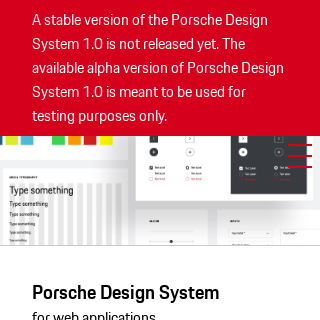 A stable version of the Porsche Design
System 1.0 is not released yet. The
available alpha version of Porsche Design
System 1.0 is meant to be used for
testing purposes only.
Type something
Type something
Type something
Type something
Porsche Design System
for web applications